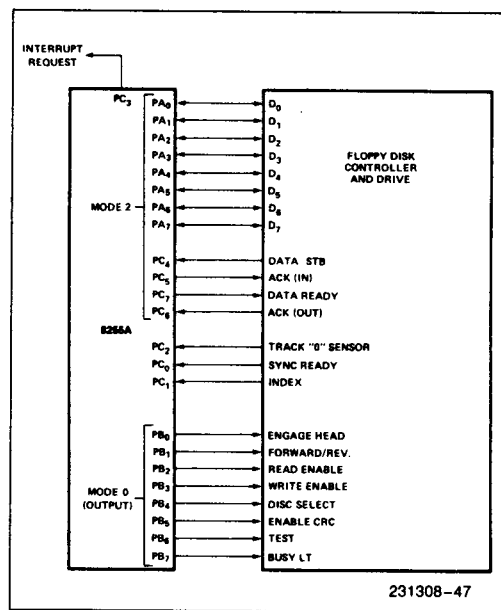 INTERRUPT
REQUEST
PC3 PA0 D0
PA1 D1
PA2 D2
PA3 D3
FLOPPY DISK
CONTROLLER
AND DRIVE
PA4 D4
PA5 D5
MODE 2
PA6 D6
PA7 D7
PC4 DATA STB
PC5 ACK (IN)
PC7 DATA READY
PC6 ACK (OUT)
8255A
PC2 TRACK "0" SENSOR
PC0 SYNC READY
PC1 INDEX
PB0 ENGAGE HEAD
PB1 FORWARD/REV.
PB2 READ ENABLE
MODE 0
(OUTPUT)
PB3 WRITE ENABLE
PB4 DISC SELECT
PB5 ENABLE CRC
PB6 TEST
PB7 BUSY LT
231308-47